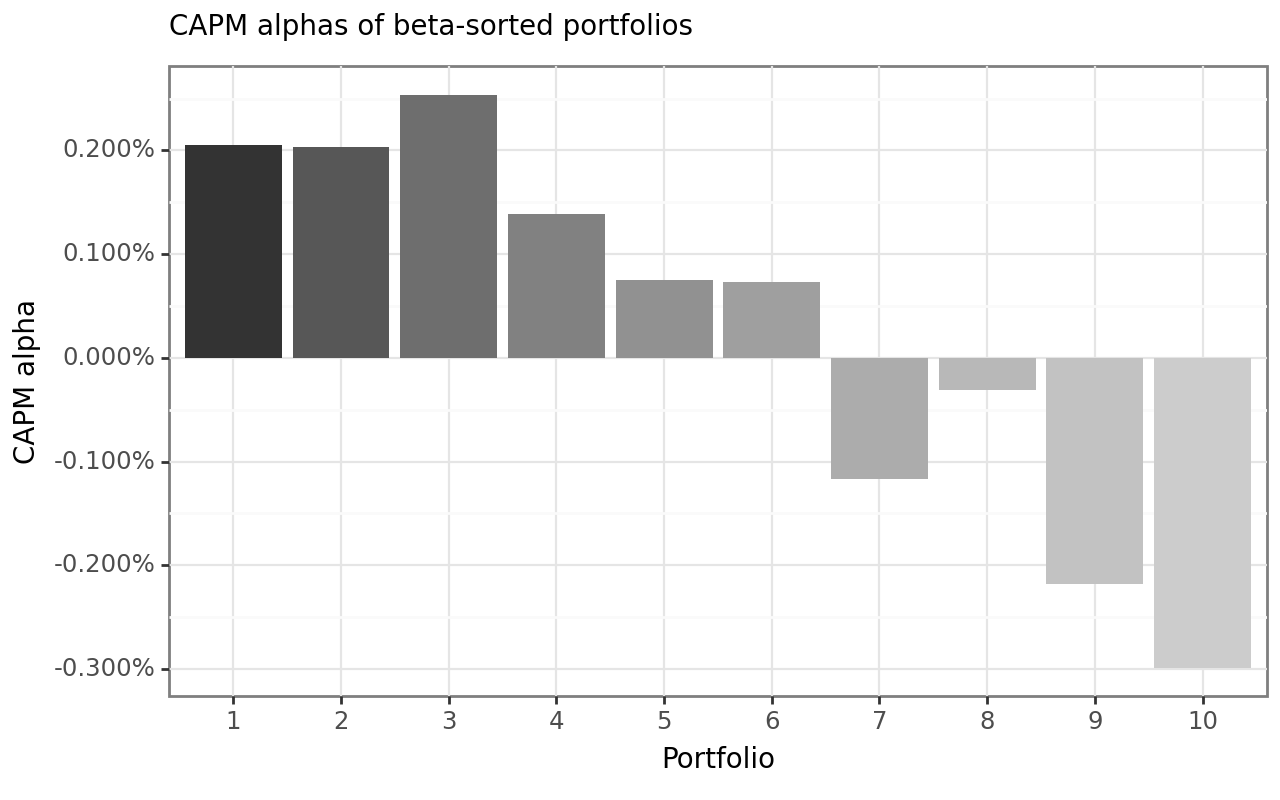 CAPM alphas of beta-sorted portfolios
CAPM alpha
0.200%
0.100%
0.000%
-0.100%
-0.200%
-0.300%
1 2 3 4 5 6 7 8 9 10
Portfolio